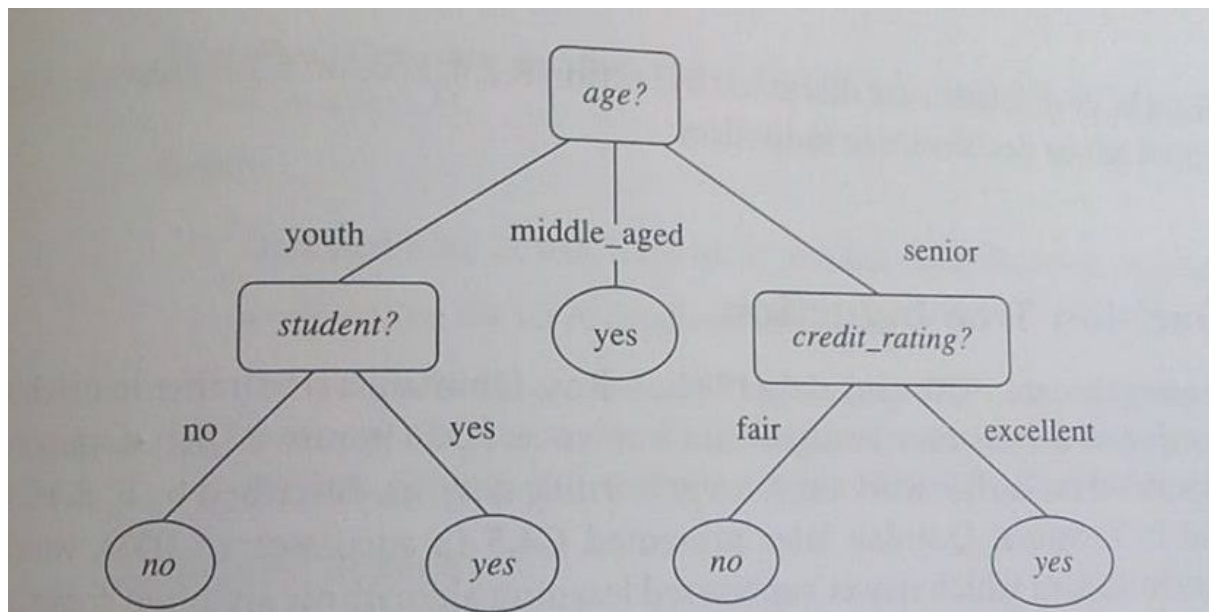 age?
youth
middle_aged
senior
student?
yes
credit_rating?
no
yes
fair
excellent
no
yes
no
yes